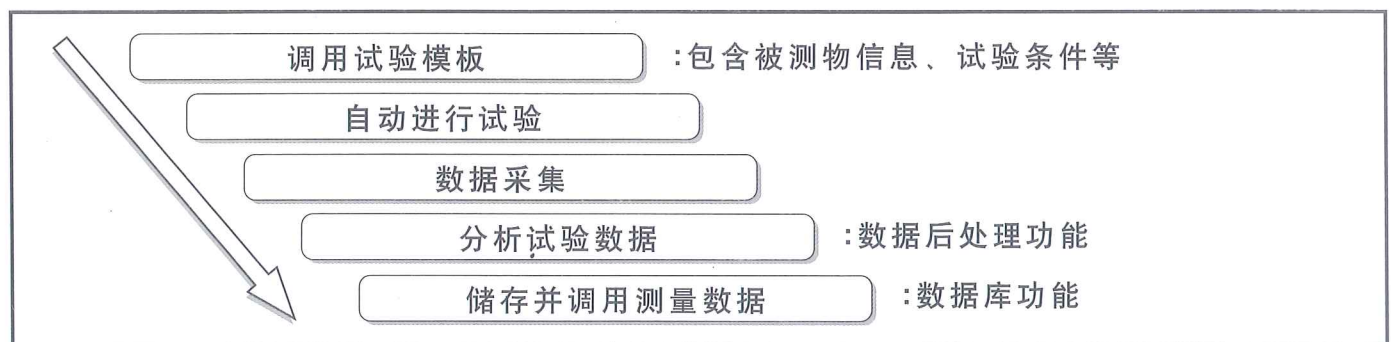 调用试验模板 :包含被测物信息、试验条件等
自动进行试验
数据采集
分析试验数据 :数据后处理功能
储存并调用测量数据 :数据库功能